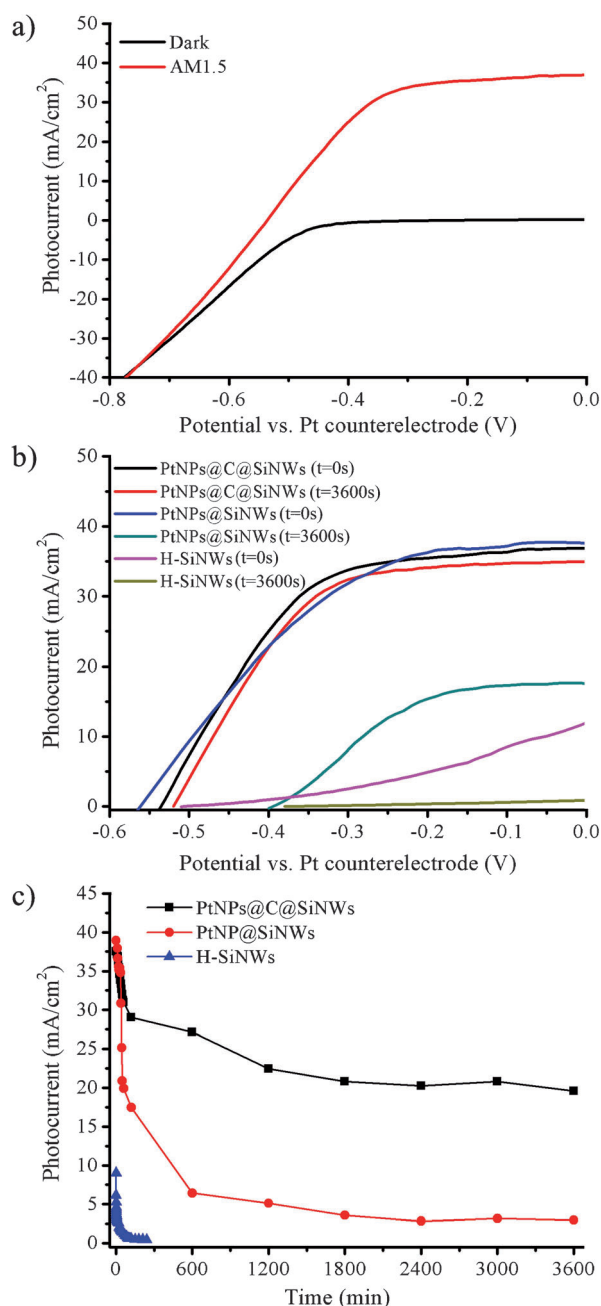 a)
50
40
30
20
10
0
-10
-20
-30
-40
Dark
AM1.5
Photocurrent (mA/cm²)
-0.8 -0.6 -0.4 -0.2 0.0
Potential vs. Pt counterelectrode (V)
b)
50
40
30
20
10
0
PtNPs@C@SiNWs (t=0s)
PtNPs@C@SiNWs (t=3600s)
PtNPs@SiNWs (t=0s)
PtNPs@SiNWs (t=3600s)
H-SiNWs (t=0s)
H-SiNWs (t=3600s)
Photocurrent (mA/cm²)
-0.6 -0.5 -0.4 -0.3 -0.2 -0.1 0.0
Potential vs. Pt counterelectrode (V)
c)
45
40
35
30
25
20
15
10
5
0
PtNPs@C@SiNWs
PtNP@SiNWs
H-SiNWs
Photocurrent (mA/cm²)
0 600 1200 1800 2400 3000 3600
Time (min)